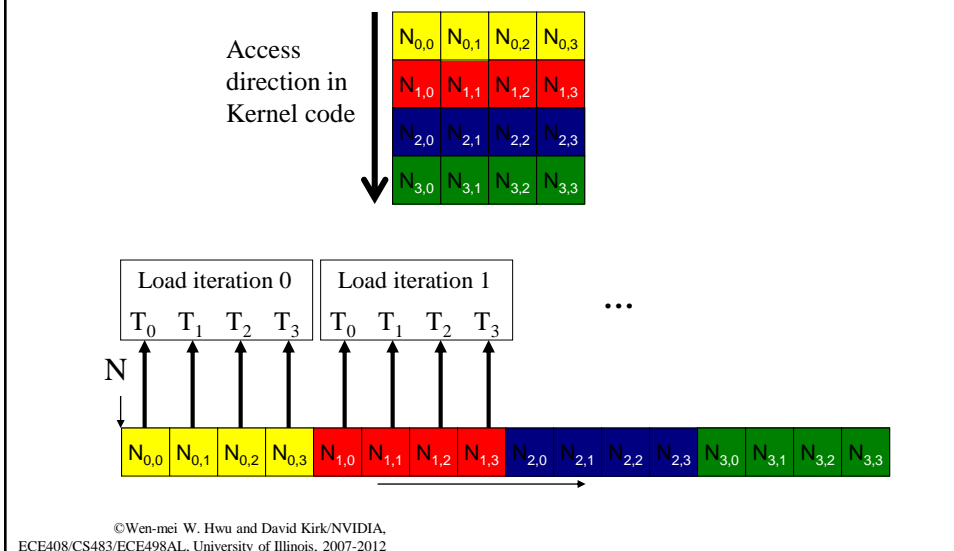 Access
direction in
Kernel code
N0,0 N0,1 N0,2 N0,3
N1,0 N1,1 N1,2 N1,3
N2,0 N2,1 N2,2 N2,3
N3,0 N3,1 N3,2 N3,3
Load iteration 0 Load iteration 1
T0 T1 T2 T3 T0 T1 T2 T3 ...
N
N0,0 N0,1 N0,2 N0,3 N1,0 N1,1 N1,2 N1,3 N2,0 N2,1 N2,2 N2,3 N3,0 N3,1 N3,2 N3,3
©Wen-mei W. Hwu and David Kirk/NVIDIA,
ECE408/CS483/ECE498AL, University of Illinois, 2007-2012